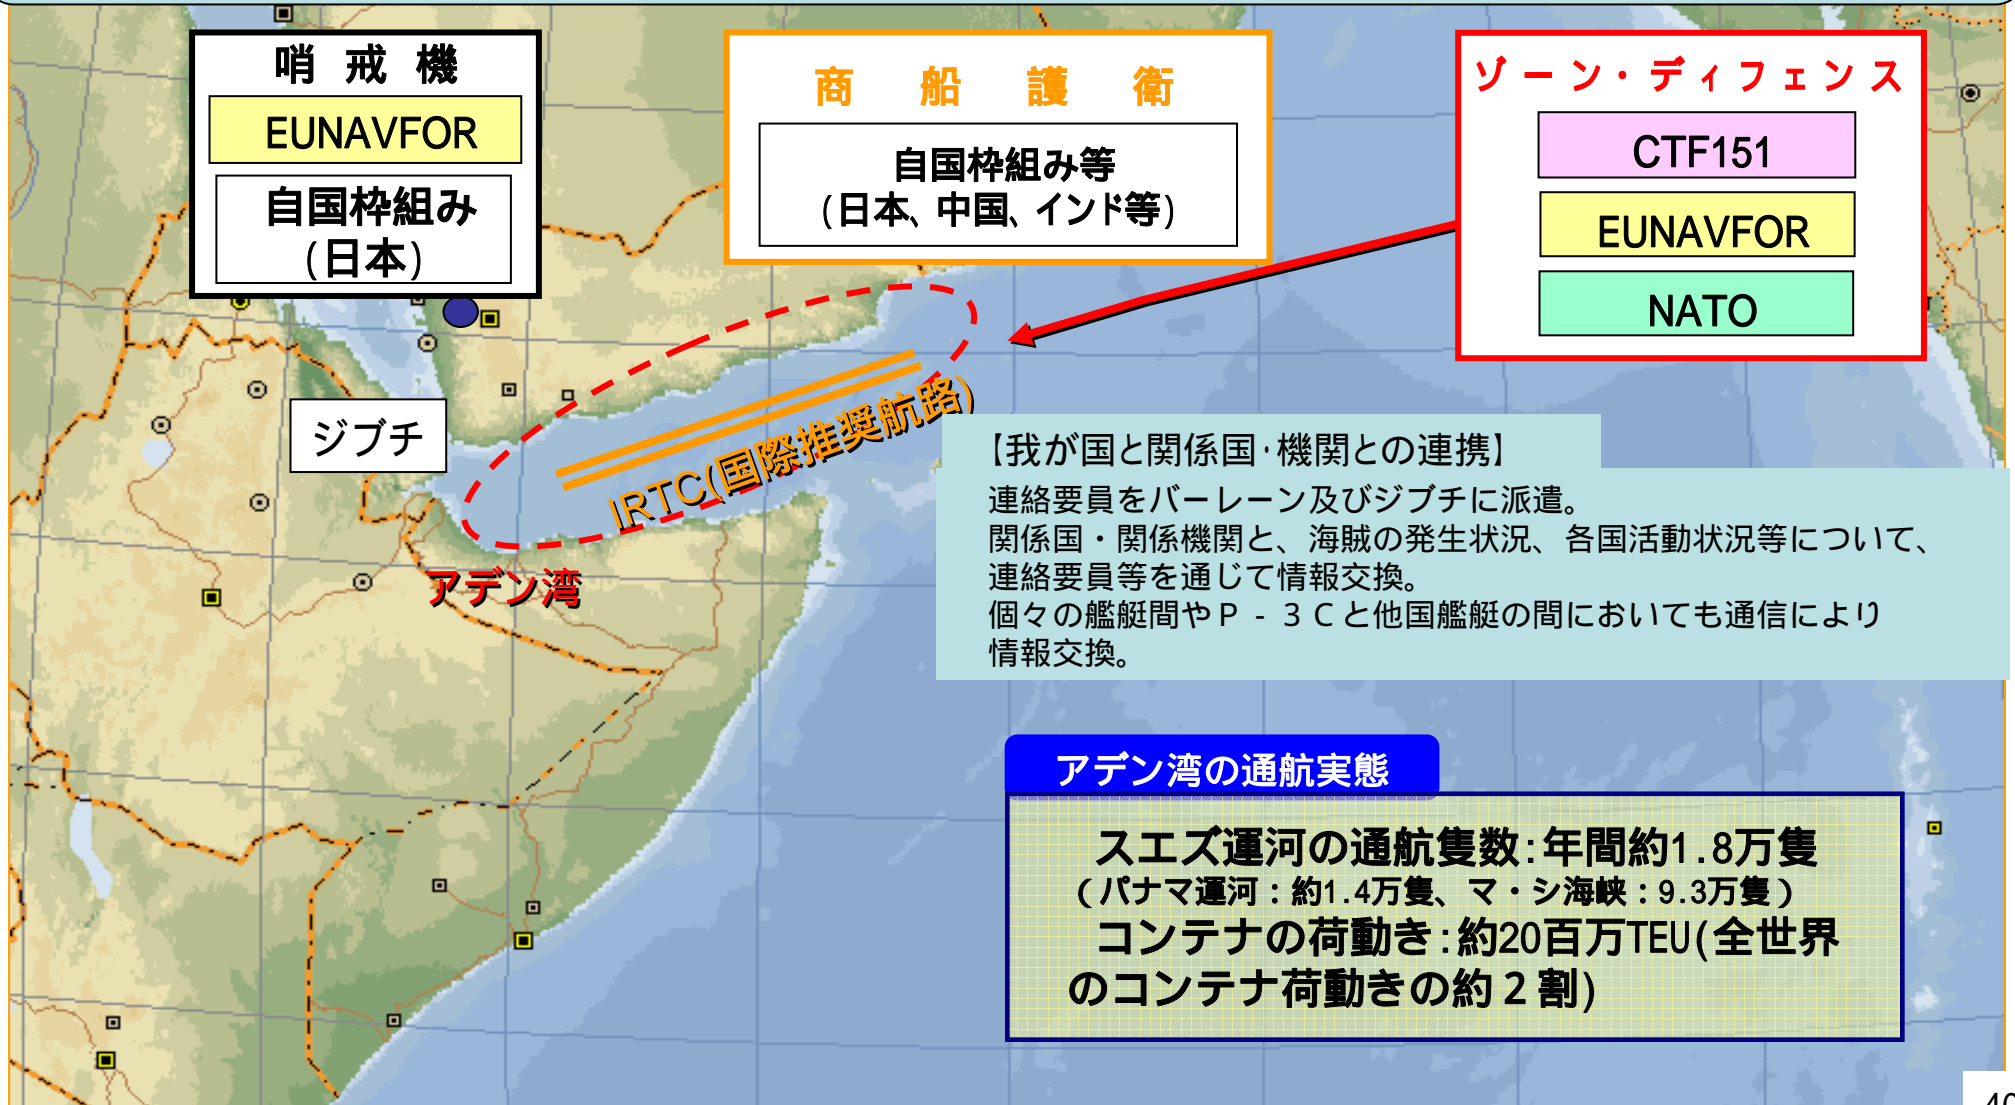 哨戒機
EUNAVFOR
自国枠組み
(日本)
商船護衛
自国枠組み等
(日本、中国、インド等)
ゾーン・ディフェンス
CTF151
EUNAVFOR
NATO
ジブチ
IRTC(国際推奨航路)
アデン湾
【我が国と関係国・機関との連携】
連絡要員をバーレーン及びジブチに派遣。
関係国・関係機関と、海賊の発生状況、各国活動状況等について、
連絡要員等を通じて情報交換。
個々の艦艇間やP-3Cと他国艦艇の間においても通信により
情報交換。
アデン湾の通航実態
スエズ運河の通航隻数:年間約1.8万隻
(パナマ運河:約1.4万隻、マ・シ海峡:9.3万隻)
コンテナの荷動き:約20百万TEU(全世界
のコンテナ荷動きの約2割)